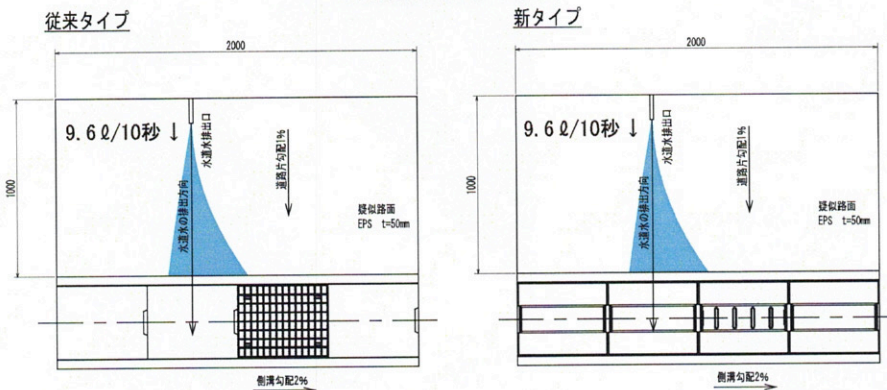 従来タイプ
2000
1000
9.6ℓ/10秒↓
水道水排出口
水道水の排出方向
道路片勾配1%
疑似路面
EPS t=50mm
側溝勾配2%
新タイプ
2000
1000
9.6ℓ/10秒↓
水道水排出口
水道水の排出方向
道路片勾配1%
疑似路面
EPS t=50mm
側溝勾配2%